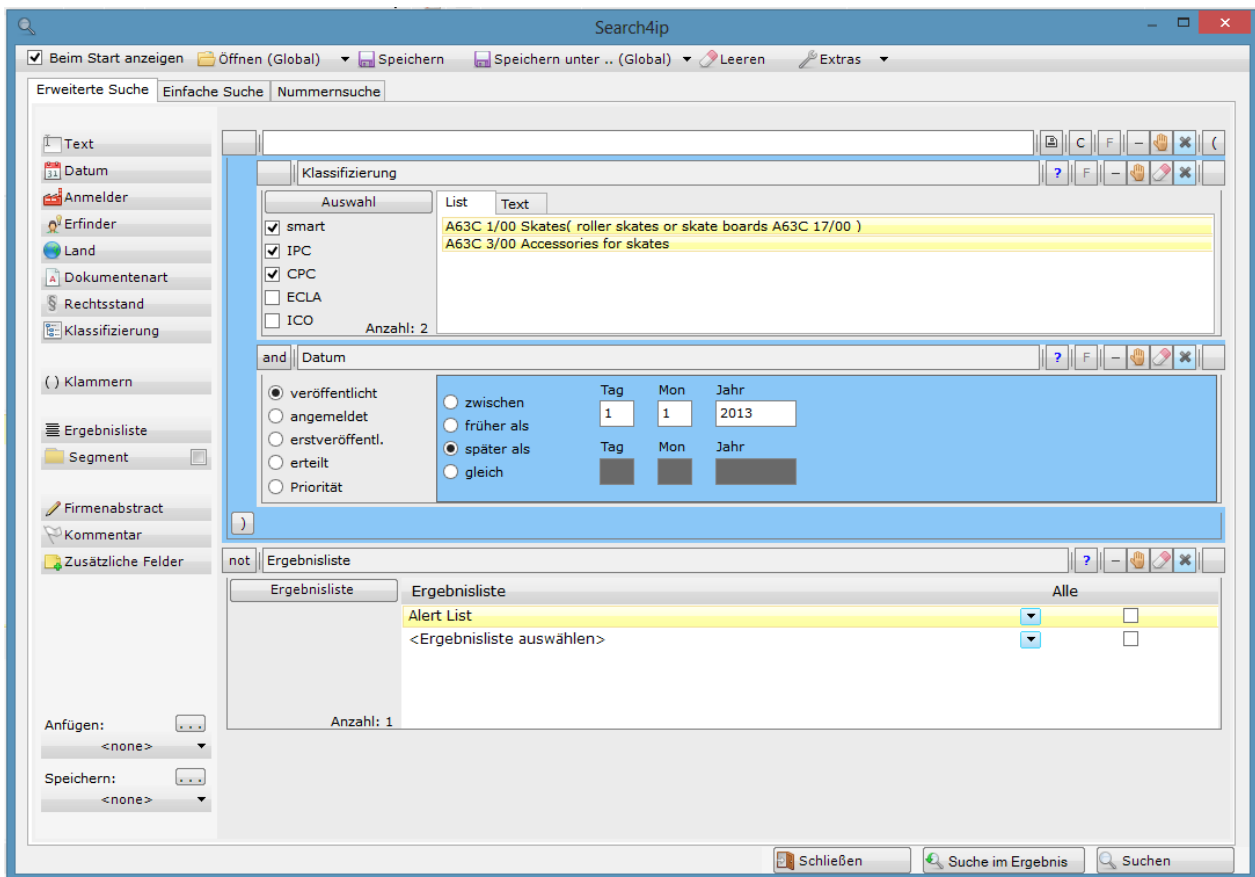 Search4ip
Beim Start anzeigen Öffnen (Global) Speichern Speichern unter .. (Global) Leeren Extras
Erweiterte Suche Einfache Suche Nummernsuche
Text
Datum
Anmelder
Erfinder
Land
Dokumentenart
Rechtsstand
Klassifizierung
( ) Klammern
Ergebnisliste
Segment
Firmenabstract
Kommentar
Zusätzliche Felder
Anfügen: ...
<none>
Speichern: ...
<none>
C F – (
Klassifizierung ? F –
Auswahl List Text
smart
IPC
CPC
ECLA
ICO
Anzahl: 2
A63C 1/00 Skates( roller skates or skate boards A63C 17/00 )
A63C 3/00 Accessories for skates
and Datum ? F –
veröffentlicht
angemeldet
erstveröffentl.
erteilt
Priorität
zwischen
früher als
später als
gleich
Tag Mon Jahr
1 1 2013
Tag Mon Jahr
)
not Ergebnisliste ? –
Ergebnisliste Ergebnisliste Alle
Alert List
<Ergebnisliste auswählen>
Anzahl: 1
Schließen Suche im Ergebnis Suchen